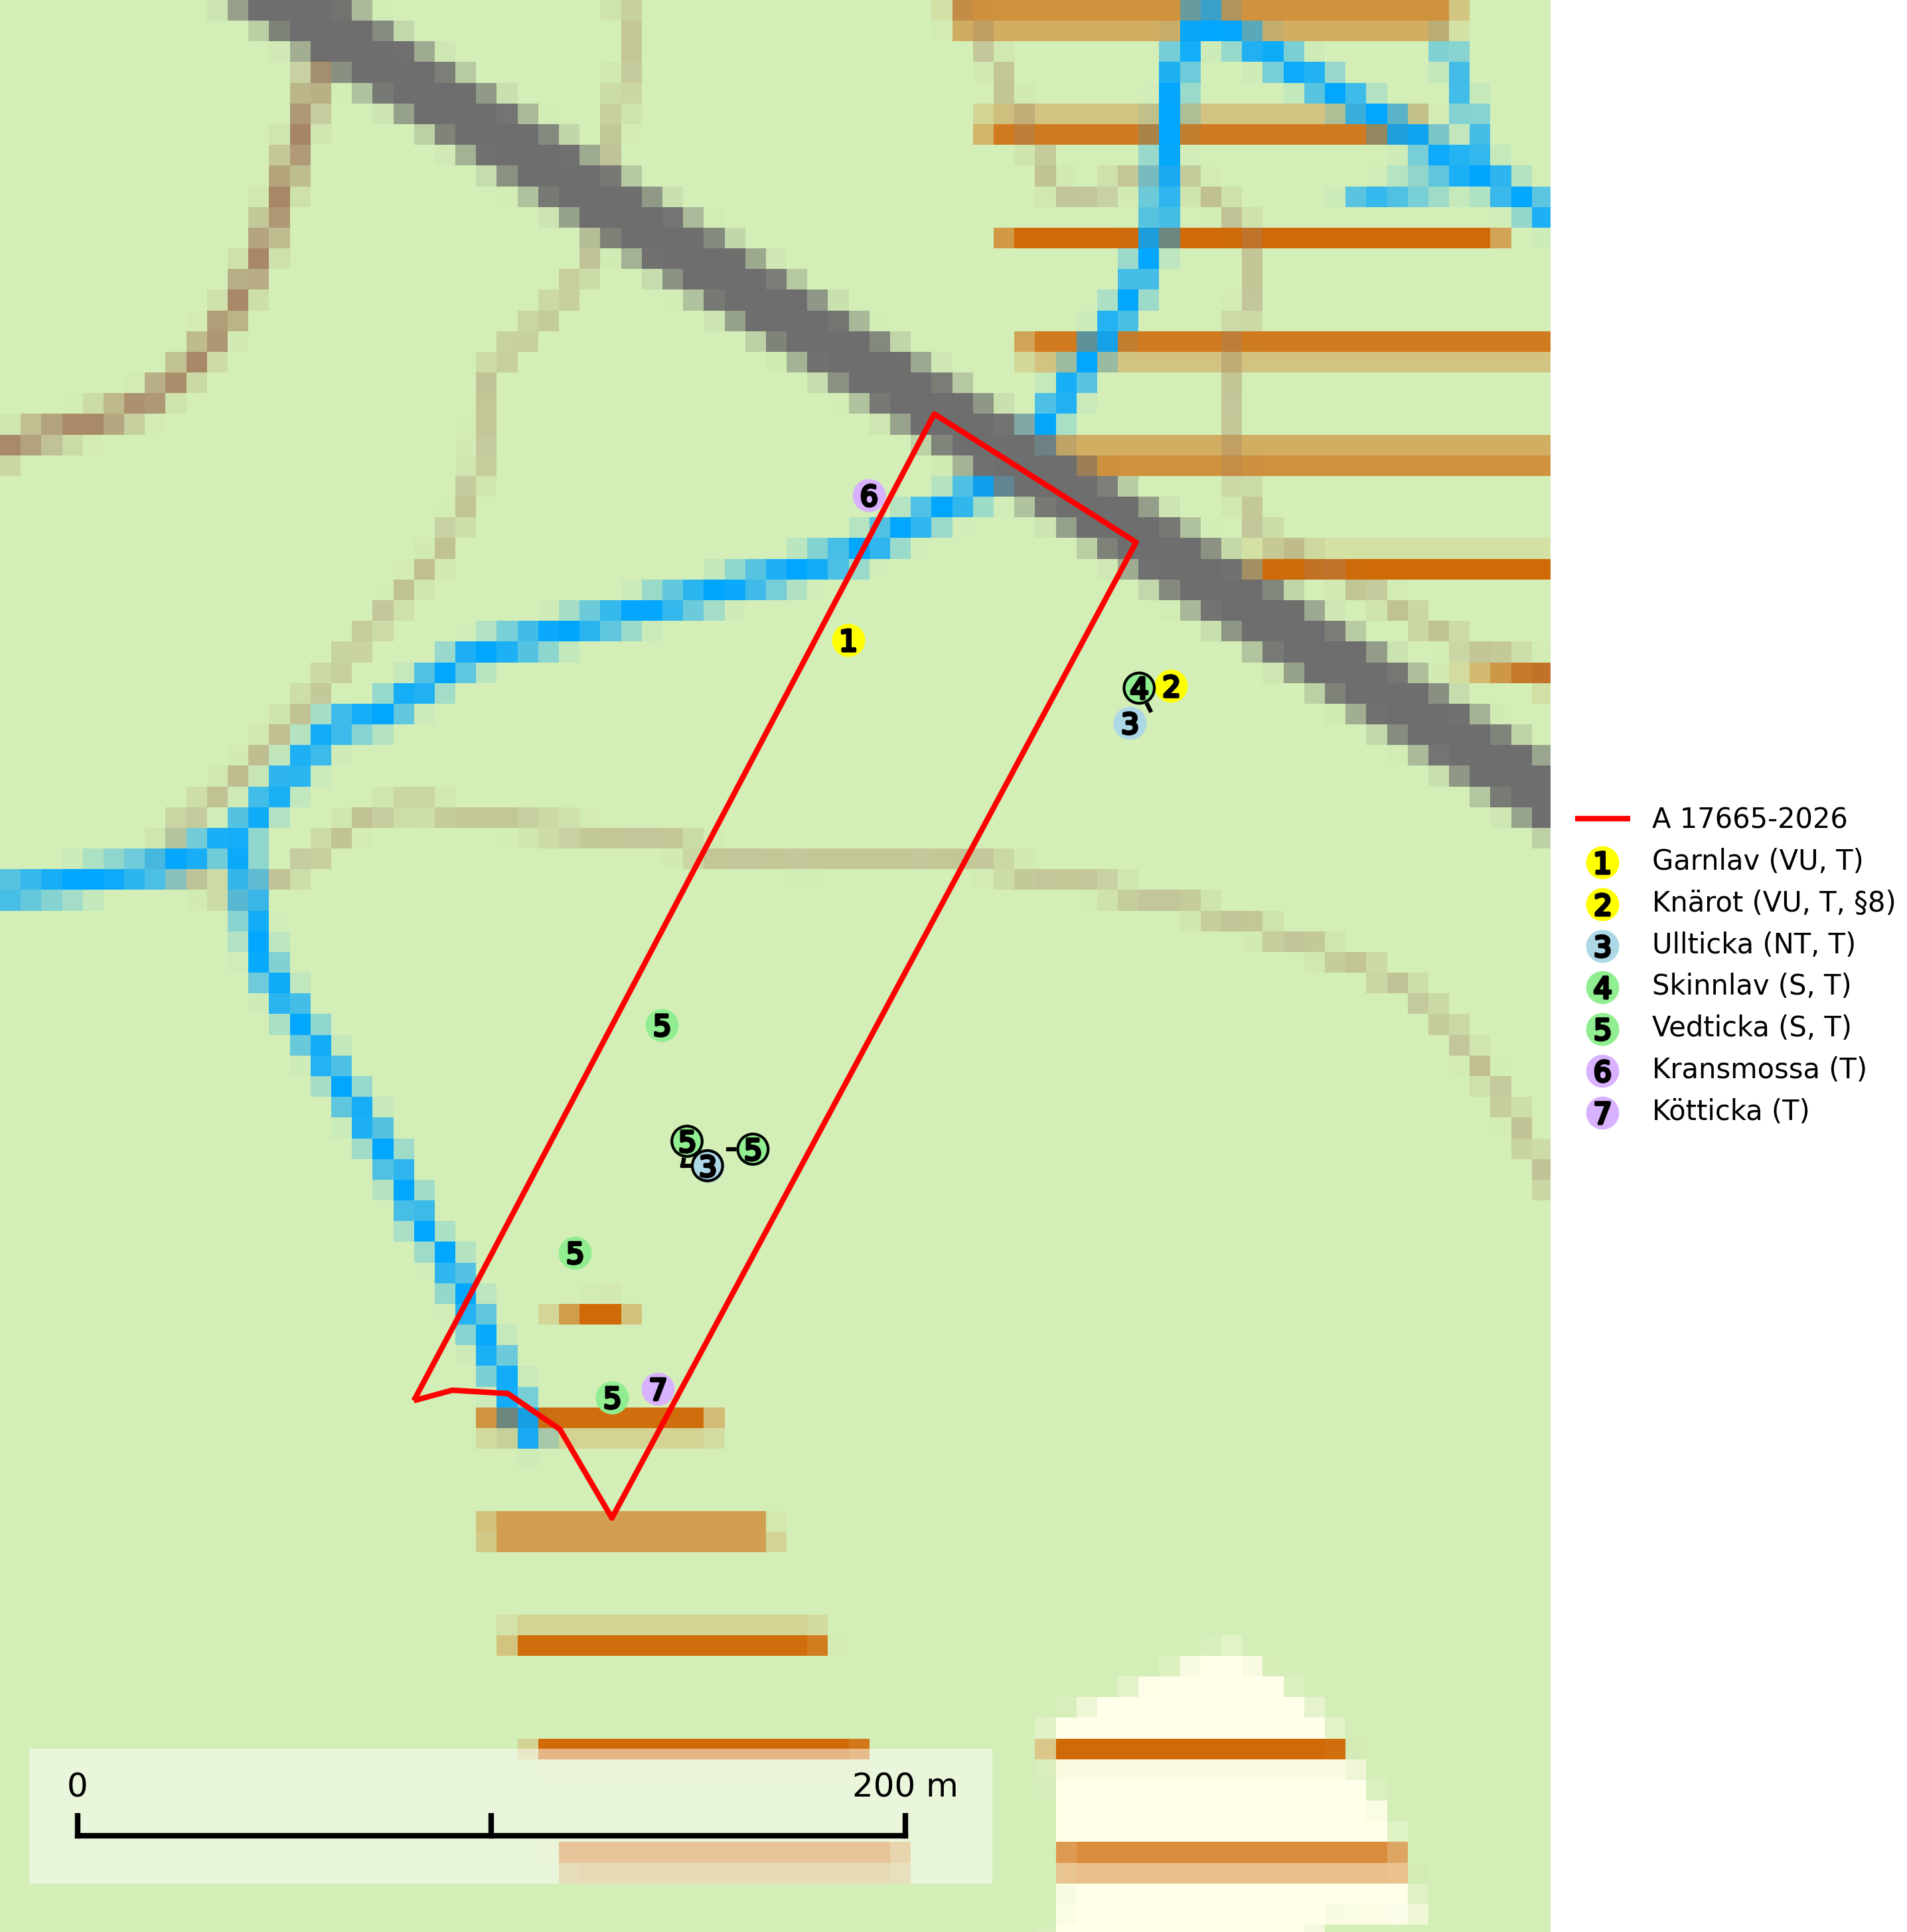 6
1
4 2
3
5
5 5
3
5
5 7
A 17665-2026
1 Garnlav (VU, T)
2 Knärot (VU, T, §8)
3 Ullticka (NT, T)
4 Skinnlav (S, T)
5 Vedticka (S, T)
6 Kransmossa (T)
7 Kötticka (T)
0 200 m